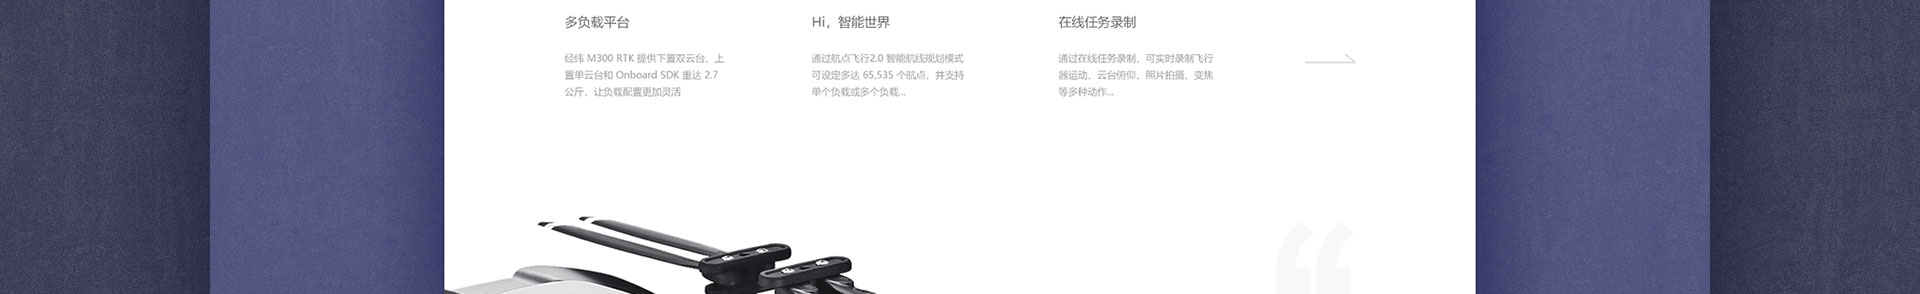 多负载平台
经纬 M300 RTK 提供下置双云台、上
置单云台和 Onboard SDK 重达 2.7
公斤，让负载配置更加灵活
Hi，智能世界
通过航点飞行2.0 智能航线规划模式
可设定多达 65,535 个航点，并支持
单个负载或多个负载...
在线任务录制
通过在线任务录制，可实时录制飞行
器运动、云台俯仰、照片拍摄、变焦
等多种动作...